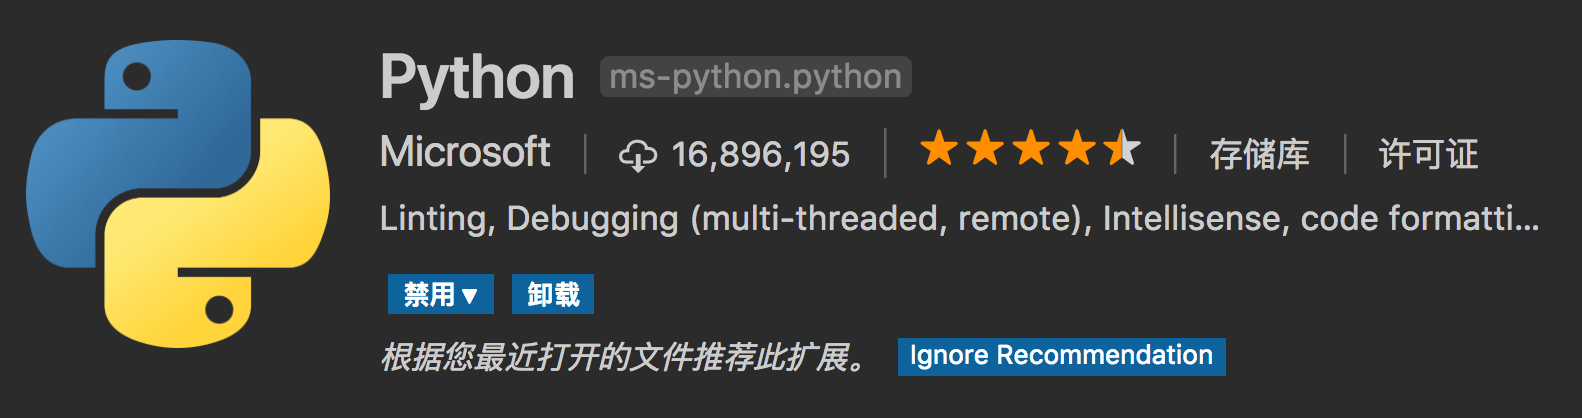 Python ms-python.python
Microsoft 16,896,195 存储库 许可证
Linting, Debugging (multi-threaded, remote), Intellisense, code formatti...
禁用 卸载
根据您最近打开的文件推荐此扩展。 Ignore Recommendation